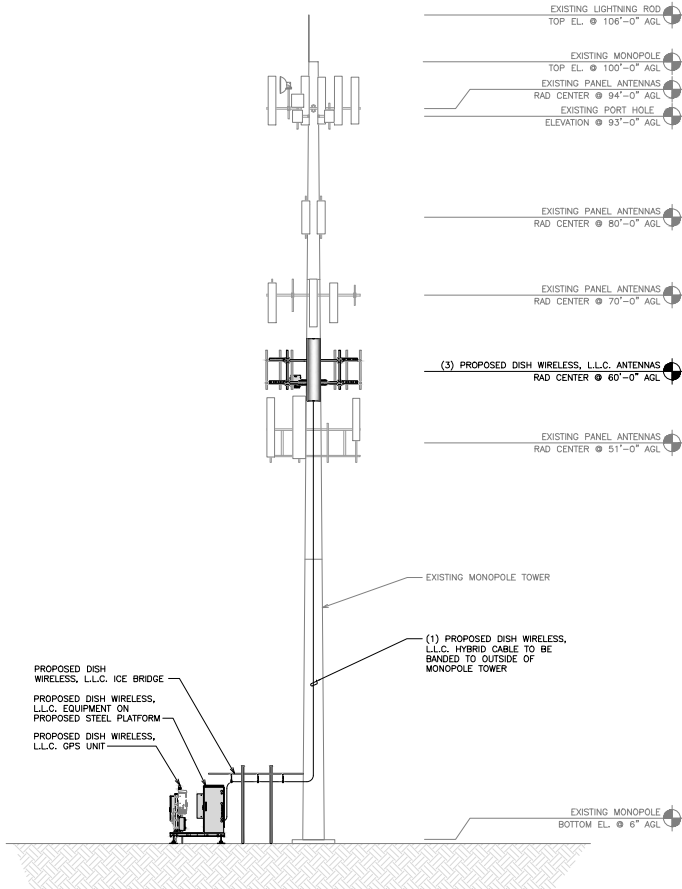 EXISTING LIGHTNING ROD
TOP EL. @ 106'-0" AGL
EXISTING MONOPOLE
TOP EL. @ 100'-0" AGL
EXISTING PANEL ANTENNAS
RAD CENTER @ 94'-0" AGL
EXISTING PORT HOLE
ELEVATION @ 93'-0" AGL
EXISTING PANEL ANTENNAS
RAD CENTER @ 80'-0" AGL
EXISTING PANEL ANTENNAS
RAD CENTER @ 70'-0" AGL
(3) PROPOSED DISH WIRELESS, L.L.C. ANTENNAS
RAD CENTER @ 60'-0" AGL
EXISTING PANEL ANTENNAS
RAD CENTER @ 51'-0" AGL
EXISTING MONOPOLE TOWER
(1) PROPOSED DISH WIRELESS,
L.L.C. HYBRID CABLE TO BE
BANDED TO OUTSIDE OF
MONOPOLE TOWER
PROPOSED DISH
WIRELESS, L.L.C. ICE BRIDGE
PROPOSED DISH WIRELESS,
L.L.C. EQUIPMENT ON
PROPOSED STEEL PLATFORM
PROPOSED DISH WIRELESS,
L.L.C. GPS UNIT
EXISTING MONOPOLE
BOTTOM EL. @ 6" AGL